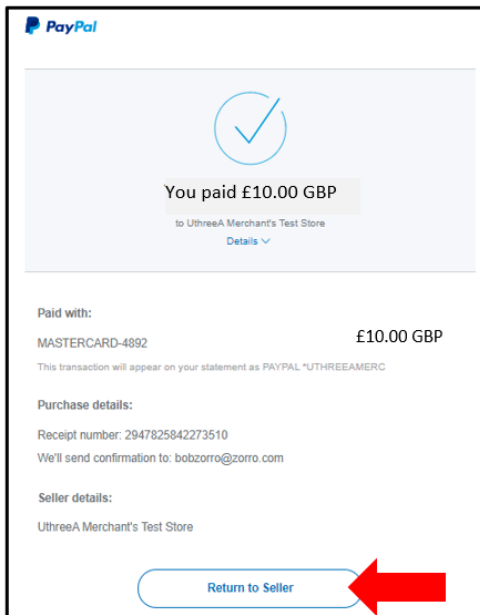 PayPal
You paid £10.00 GBP
to UthreeA Merchant's Test Store
Details
Paid with:
MASTERCARD-4892 £10.00 GBP
This transaction will appear on your statement as PAYPAL *UTHREEAMERC
Purchase details:
Receipt number: 2947825842273510
We'll send confirmation to: bobzorro@zorro.com
Seller details:
UthreeA Merchant's Test Store
Return to Seller